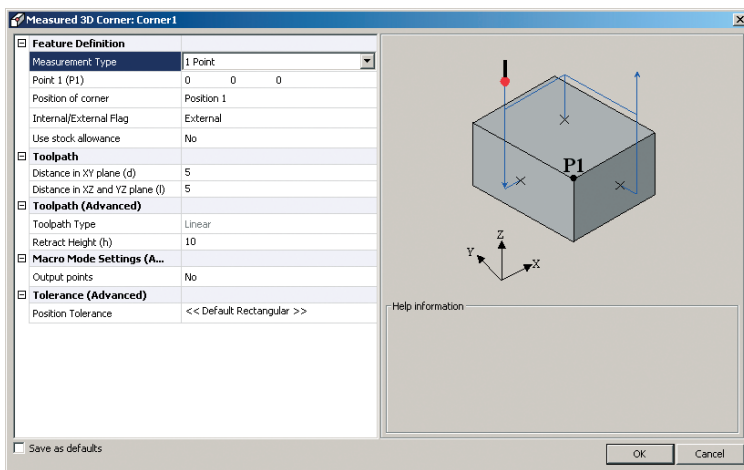 Measured 3D Corner: Corner1
Feature Definition
Measurement Type 1 Point
Point 1 (P1) 0 0 0
Position of corner Position 1
Internal/External Flag External
Use stock allowance No
Toolpath
Distance in XY plane (d) 5
Distance in XZ and YZ plane (l) 5
Toolpath (Advanced)
Toolpath Type Linear
Retract Height (h) 10
Macro Mode Settings (A...
Output points No
Tolerance (Advanced)
Position Tolerance << Default Rectangular >>
P1
Z
Y
X
Help information
Save as defaults
OK Cancel